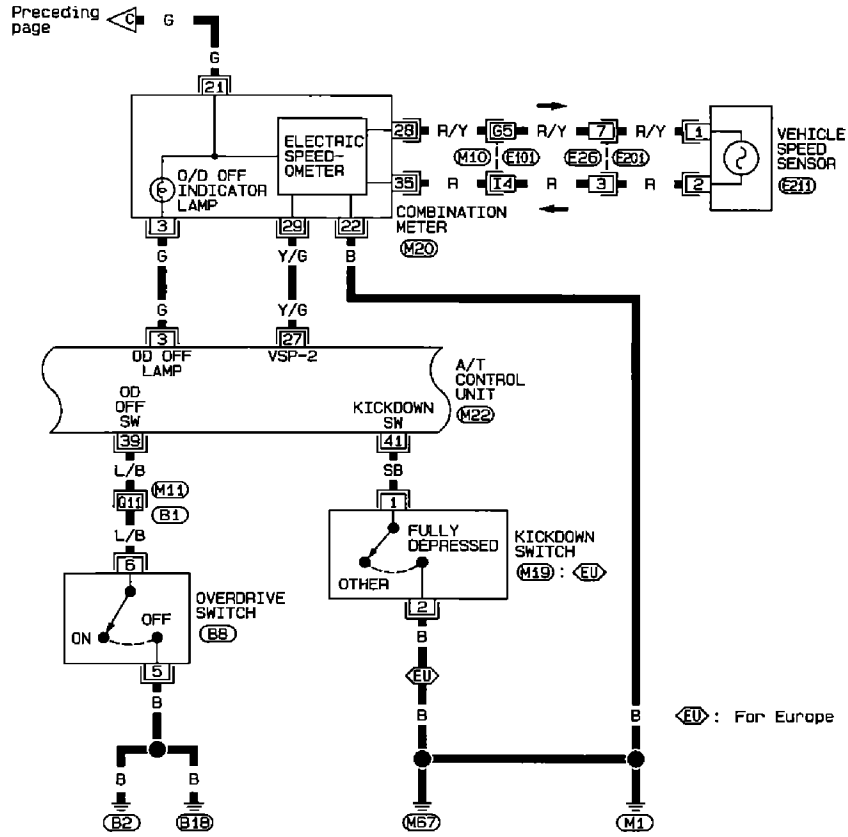 Preceding
page
C
G
G
21
ELECTRIC
SPEED-
OMETER
O/D OFF
INDICATOR
LAMP
28
R/Y
G5
R/Y
7
R/Y
1
M10
E101
E26
E201
35
R
I4
R
3
R
2
VEHICLE
SPEED
SENSOR
E211
3
29
22
COMBINATION
METER
M20
G
Y/G
B
G
Y/G
3
27
OD OFF
LAMP
VSP-2
A/T
CONTROL
UNIT
M22
OD
OFF
SW
KICKDOWN
SW
39
41
L/B
SB
Q11
M11
B1
L/B
1
FULLY
DEPRESSED
OTHER
KICKDOWN
SWITCH
M19 : EU
2
6
OFF
ON
OVERDRIVE
SWITCH
B8
5
B
B
EU
B
B
EU : For Europe
B
B
B2
B18
M67
M1